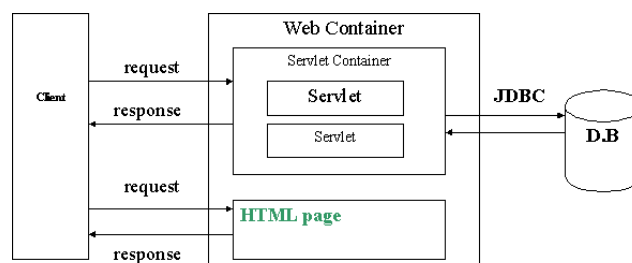 Web Container
request
Servlet Container
Client
Servlet
JDBC
response
Servlet
D.B
request
HTML page
response